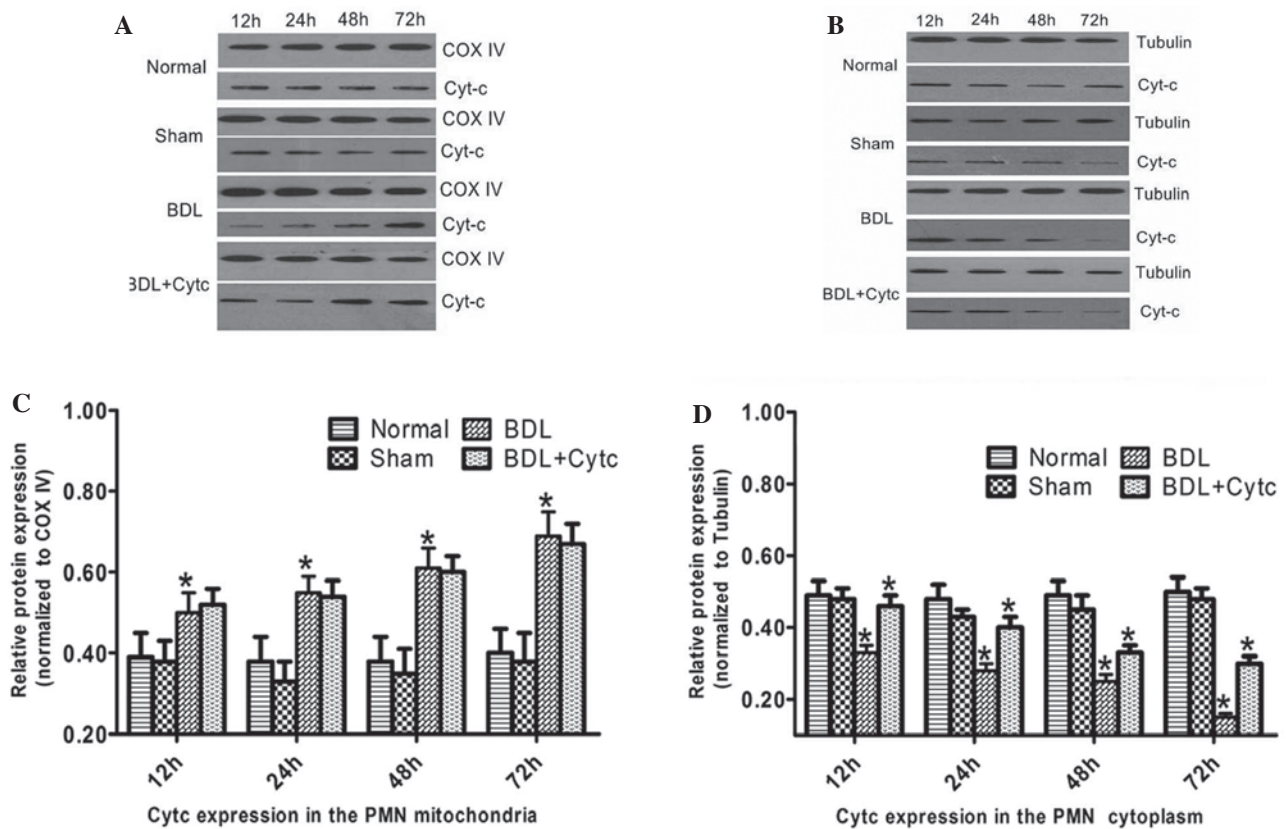 A
12h 24h 48h 72h
Normal
COX IV
Cyt-c
Sham
COX IV
Cyt-c
BDL
COX IV
Cyt-c
BDL+Cytc
COX IV
Cyt-c
B
12h 24h 48h 72h
Normal
Tubulin
Cyt-c
Sham
Tubulin
Cyt-c
BDL
Tubulin
Cyt-c
BDL+Cytc
Tubulin
Cyt-c
C
Relative protein expression
(normalized to COX IV)
1.00
0.80
0.60
0.40
0.20
Normal BDL
Sham BDL+Cytc
* * * *
12h 24h 48h 72h
Cytc expression in the PMN mitochondria
D
Relative protein expression
(normalized to Tubulin)
1.00
0.80
0.60
0.40
0.20
Normal BDL
Sham BDL+Cytc
* * * * * * * *
12h 24h 48h 72h
Cytc expression in the PMN cytoplasm